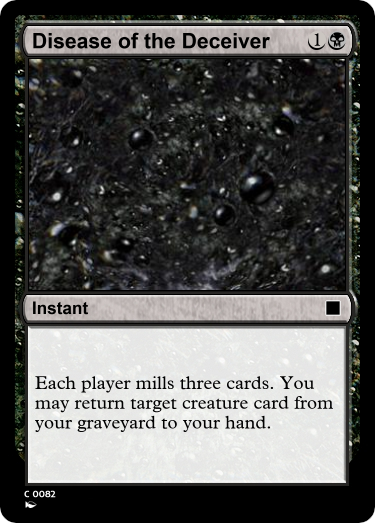 Disease of the Deceiver 1
Instant
Each player mills three cards. You
may return target creature card from
your graveyard to your hand.
C 0082